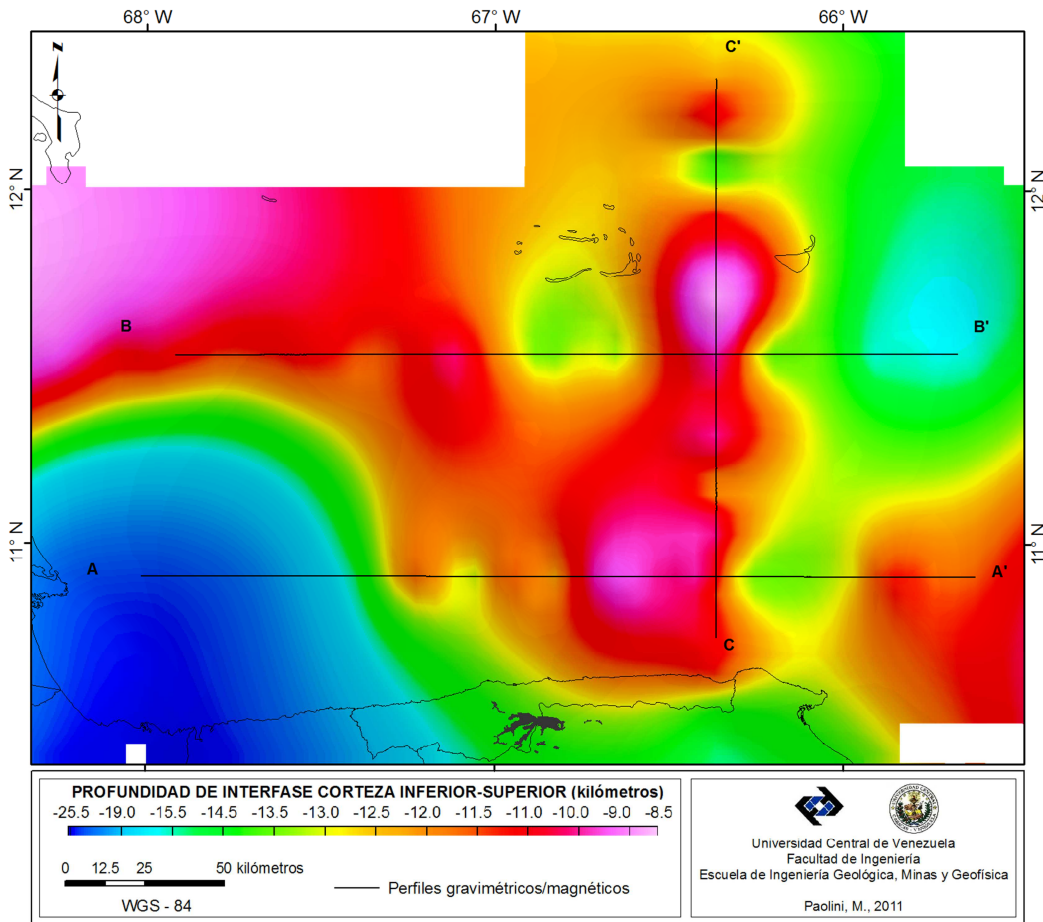 68° W 67° W 66° W
N
C'
12° N 12° N
B B'
11° N 11° N
A A'
C
PROFUNDIDAD DE INTERFASE CORTEZA INFERIOR-SUPERIOR (kilómetros)
-25.5 -19.0 -15.5 -14.5 -13.5 -13.0 -12.5 -12.0 -11.5 -11.0 -10.0 -9.0 -8.5
0 12.5 25 50 kilómetros
WGS - 84
Perfiles gravimétricos/magnéticos
Universidad Central de Venezuela
Facultad de Ingeniería
Escuela de Ingeniería Geológica, Minas y Geofísica
Paolini, M., 2011